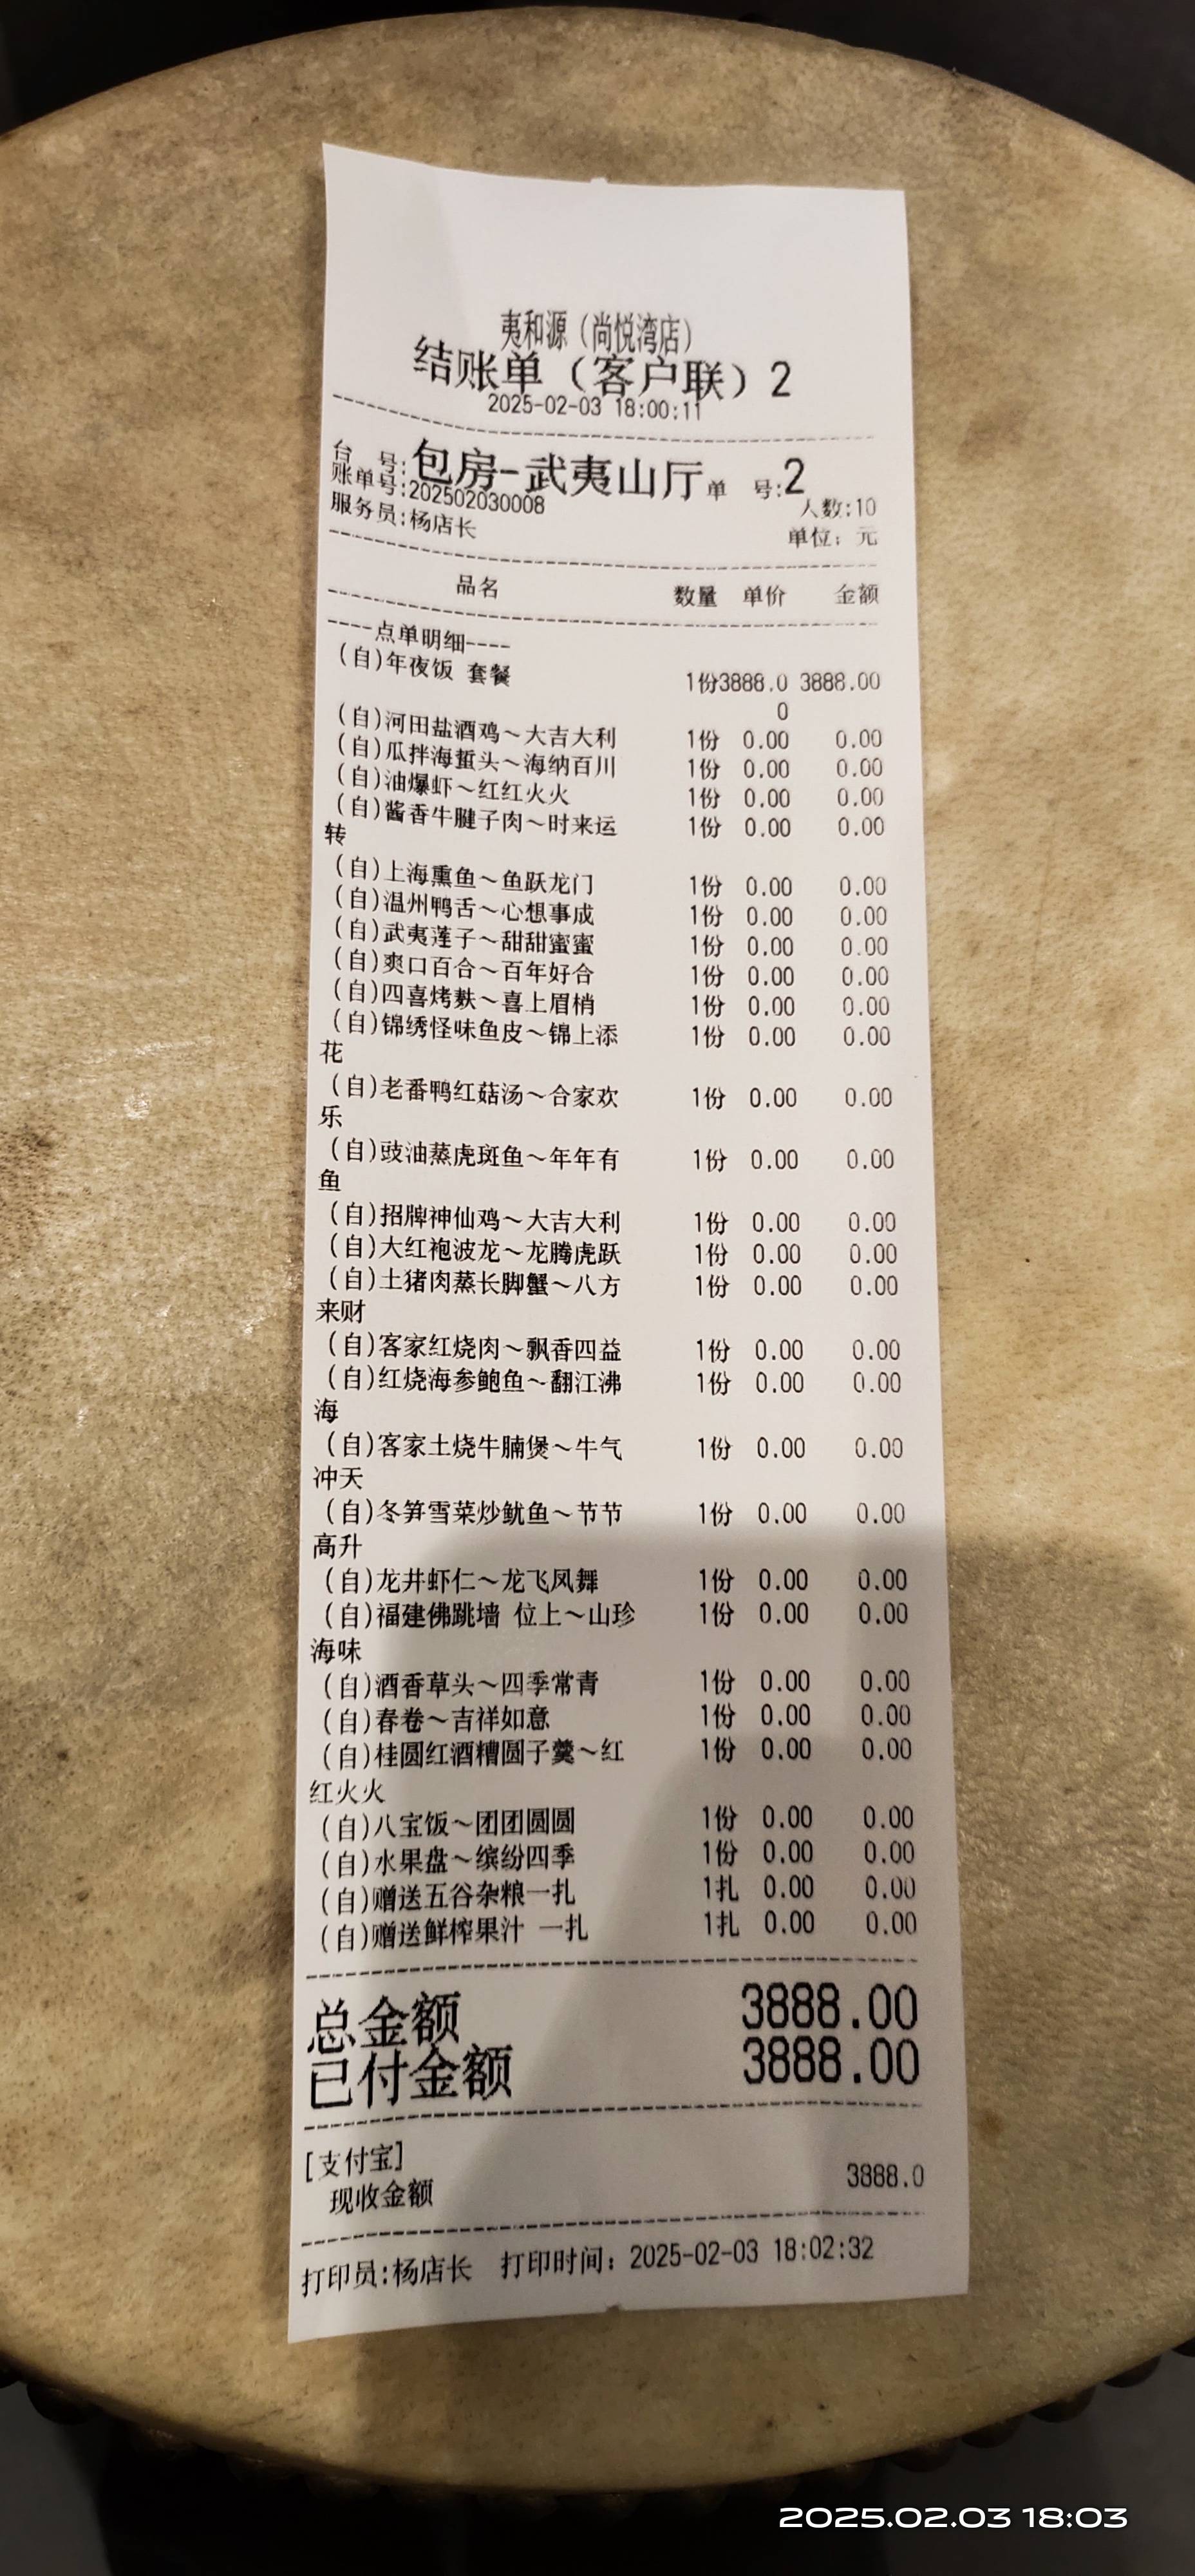 夷和源（尚悦湾店）
结账单（客户联）2
2025-02-03 18:00:11
台 号:包房-武夷山厅 单 号:2
账单号:202502030008 人数:10
服务员:杨店长 单位：元
品名 数量 单价 金额
----点单明细----
(自)年夜饭 套餐 1份3888.0 3888.00
0
(自)河田盐酒鸡～大吉大利 1份 0.00 0.00
(自)瓜拌海蜇头～海纳百川 1份 0.00 0.00
(自)油爆虾～红红火火 1份 0.00 0.00
(自)酱香牛腱子肉～时来运 1份 0.00 0.00
转
(自)上海熏鱼～鱼跃龙门 1份 0.00 0.00
(自)温州鸭舌～心想事成 1份 0.00 0.00
(自)武夷莲子～甜甜蜜蜜 1份 0.00 0.00
(自)爽口百合～百年好合 1份 0.00 0.00
(自)四喜烤麸～喜上眉梢 1份 0.00 0.00
(自)锦绣怪味鱼皮～锦上添 1份 0.00 0.00
花
(自)老番鸭红菇汤～合家欢 1份 0.00 0.00
乐
(自)豉油蒸虎斑鱼～年年有 1份 0.00 0.00
鱼
(自)招牌神仙鸡～大吉大利 1份 0.00 0.00
(自)大红袍波龙～龙腾虎跃 1份 0.00 0.00
(自)土猪肉蒸长脚蟹～八方 1份 0.00 0.00
来财
(自)客家红烧肉～飘香四益 1份 0.00 0.00
(自)红烧海参鲍鱼～翻江沸 1份 0.00 0.00
海
(自)客家土烧牛腩煲～牛气 1份 0.00 0.00
冲天
(自)冬笋雪菜炒鱿鱼～节节 1份 0.00 0.00
高升
(自)龙井虾仁～龙飞凤舞 1份 0.00 0.00
(自)福建佛跳墙 位上～山珍 1份 0.00 0.00
海味
(自)酒香草头～四季常青 1份 0.00 0.00
(自)春卷～吉祥如意 1份 0.00 0.00
(自)桂圆红酒糟圆子羹～红 1份 0.00 0.00
红火火
(自)八宝饭～团团圆圆 1份 0.00 0.00
(自)水果盘～缤纷四季 1份 0.00 0.00
(自)赠送五谷杂粮一扎 1扎 0.00 0.00
(自)赠送鲜榨果汁 一扎 1扎 0.00 0.00
总金额 3888.00
已付金额 3888.00
[支付宝]
现收金额 3888.0
打印员:杨店长 打印时间：2025-02-03 18:02:32
2025.02.03 18:03